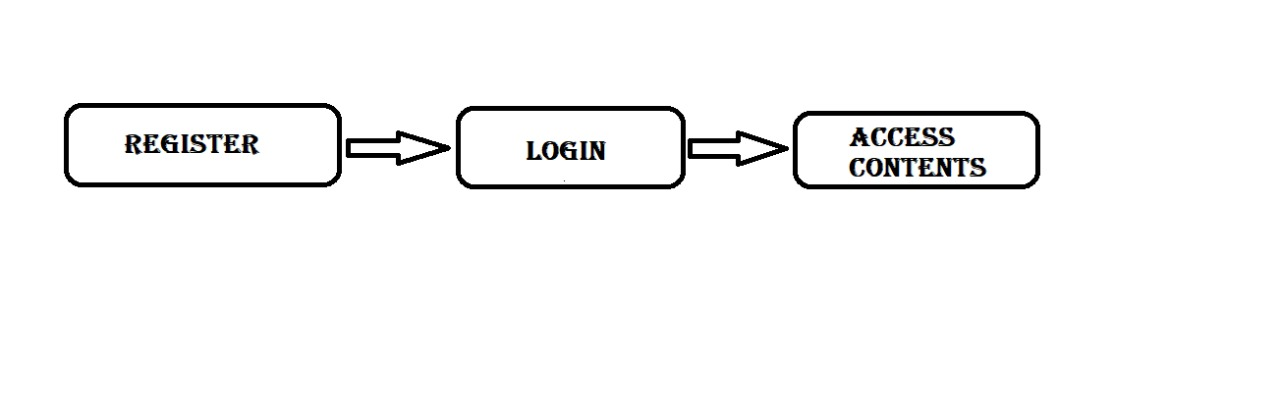 REGISTER
LOGIN
ACCESS
CONTENTS